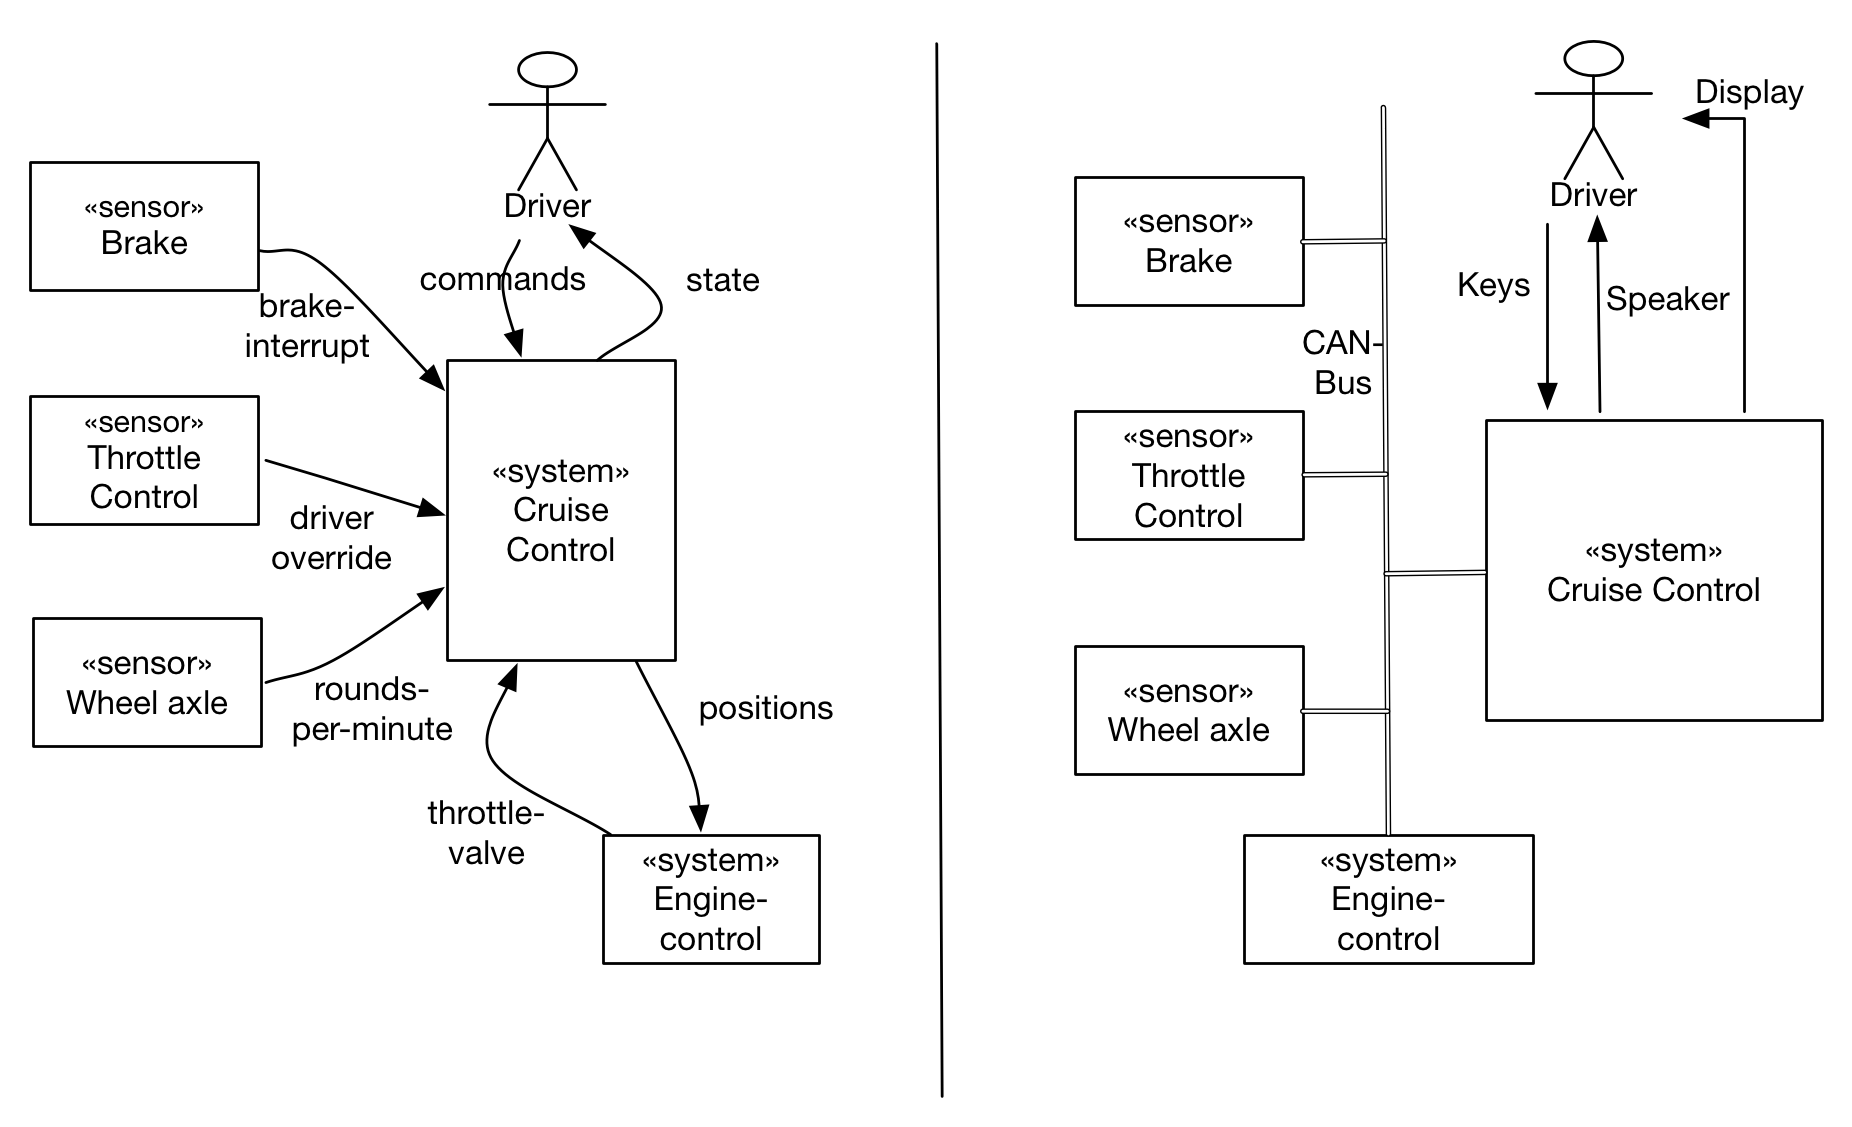 Driver
«sensor»
Brake
commands
state
brake-
interrupt
«sensor»
Throttle
Control
driver
override
«system»
Cruise
Control
«sensor»
Wheel axle
rounds-
per-minute
positions
throttle-
valve
«system»
Engine-
control
Display
Driver
«sensor»
Brake
Keys
Speaker
CAN-
Bus
«sensor»
Throttle
Control
«system»
Cruise Control
«sensor»
Wheel axle
«system»
Engine-
control